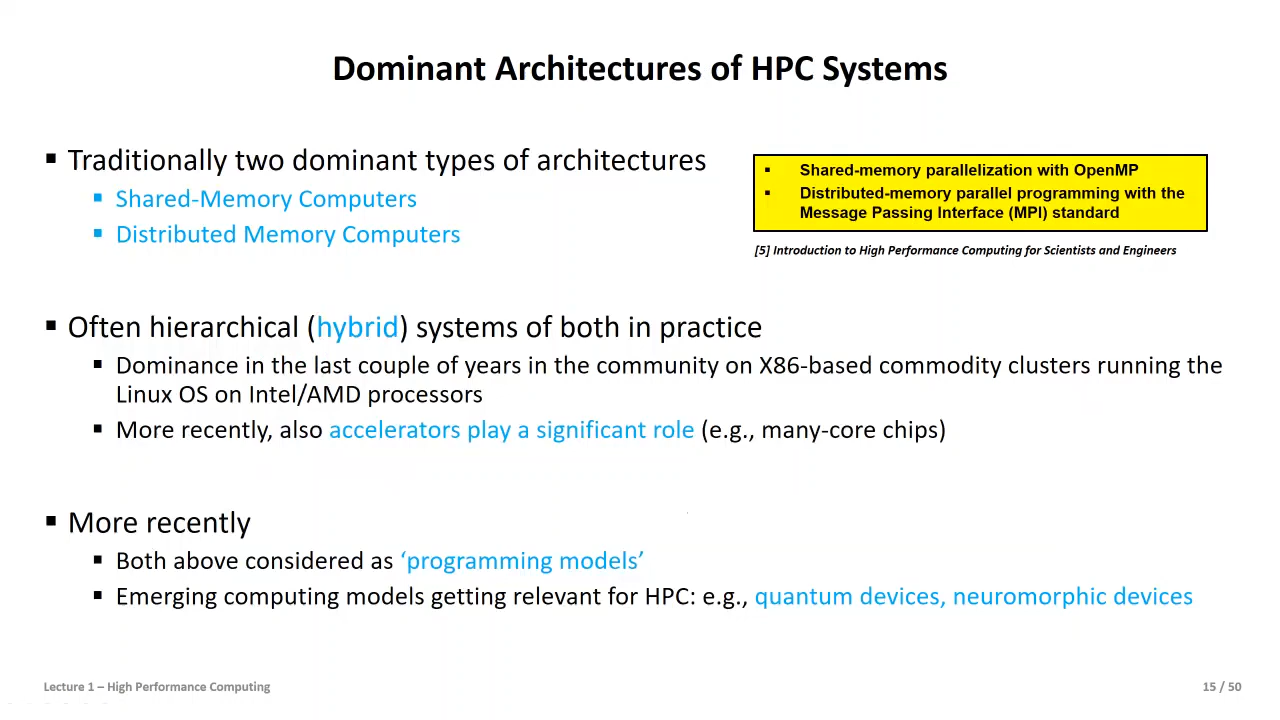 Dominant Architectures of HPC Systems
▪ Traditionally two dominant types of architectures
▪ Shared-Memory Computers
▪ Distributed Memory Computers
▪ Shared-memory parallelization with OpenMP
▪ Distributed-memory parallel programming with the
Message Passing Interface (MPI) standard
[5] Introduction to High Performance Computing for Scientists and Engineers
▪ Often hierarchical (hybrid) systems of both in practice
▪ Dominance in the last couple of years in the community on X86-based commodity clusters running the
Linux OS on Intel/AMD processors
▪ More recently, also accelerators play a significant role (e.g., many-core chips)
▪ More recently
▪ Both above considered as ‘programming models’
▪ Emerging computing models getting relevant for HPC: e.g., quantum devices, neuromorphic devices
Lecture 1 – High Performance Computing
15 / 50